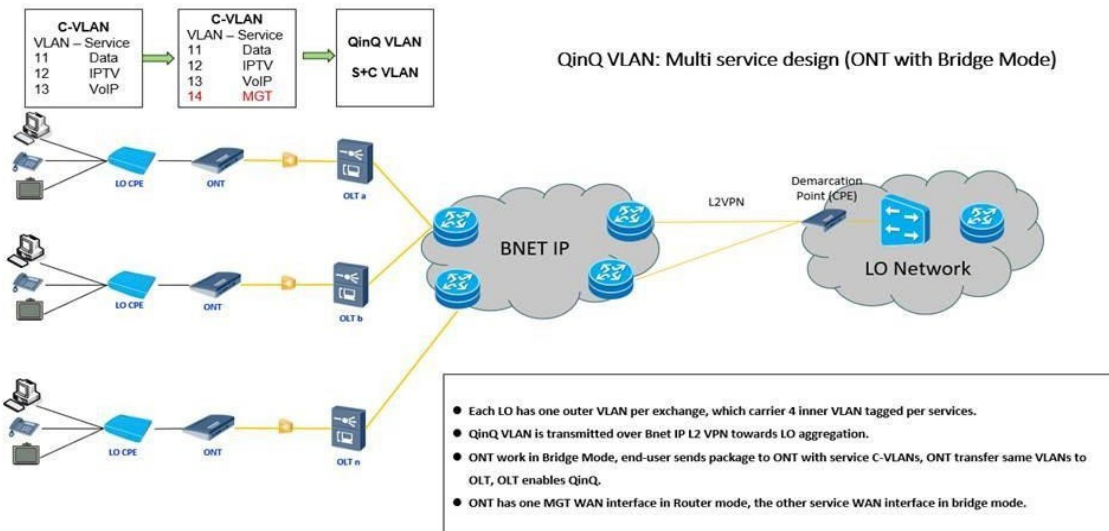 C-VLAN
VLAN – Service
11 Data
12 IPTV
13 VoIP
C-VLAN
VLAN – Service
11 Data
12 IPTV
13 VoIP
14 MGT
QinQ VLAN
S+C VLAN
QinQ VLAN: Multi service design (ONT with Bridge Mode)
LO CPE
ONT
OLT a
LO CPE
ONT
OLT b
LO CPE
ONT
OLT n
BNET IP
L2VPN
Demarcation
Point (CPE)
LO Network
● Each LO has one outer VLAN per exchange, which carrier 4 inner VLAN tagged per services.
● QinQ VLAN is transmitted over Bnet IP L2 VPN towards LO aggregation.
● ONT work in Bridge Mode, end-user sends package to ONT with service C-VLANs, ONT transfer same VLANs to
OLT, OLT enables QinQ.
● ONT has one MGT WAN interface in Router mode, the other service WAN interface in bridge mode.